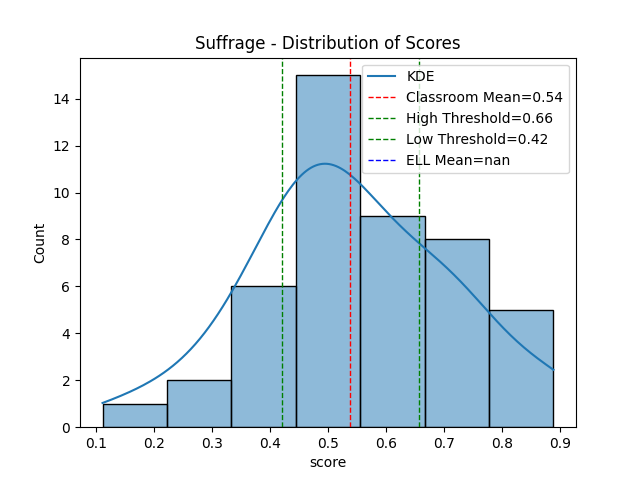 Suffrage - Distribution of Scores
KDE
Classroom Mean=0.54
High Threshold=0.66
Low Threshold=0.42
ELL Mean=nan
14
12
10
8
6
4
2
0
Count
0.1 0.2 0.3 0.4 0.5 0.6 0.7 0.8 0.9
score